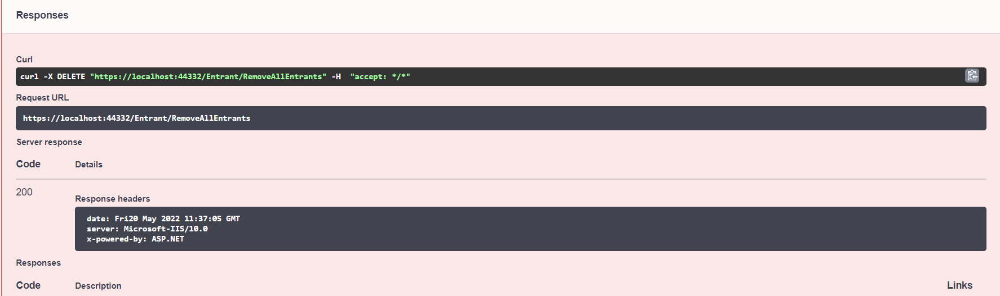 Responses
Curl
curl -X DELETE "https://localhost:44332/Entrant/RemoveAllEntrants" -H  "accept: */*"
Request URL
https://localhost:44332/Entrant/RemoveAllEntrants
Server response
Code Details
200
Response headers
date: Fri20 May 2022 11:37:05 GMT
server: Microsoft-IIS/10.0
x-powered-by: ASP.NET
Responses
Code Description Links